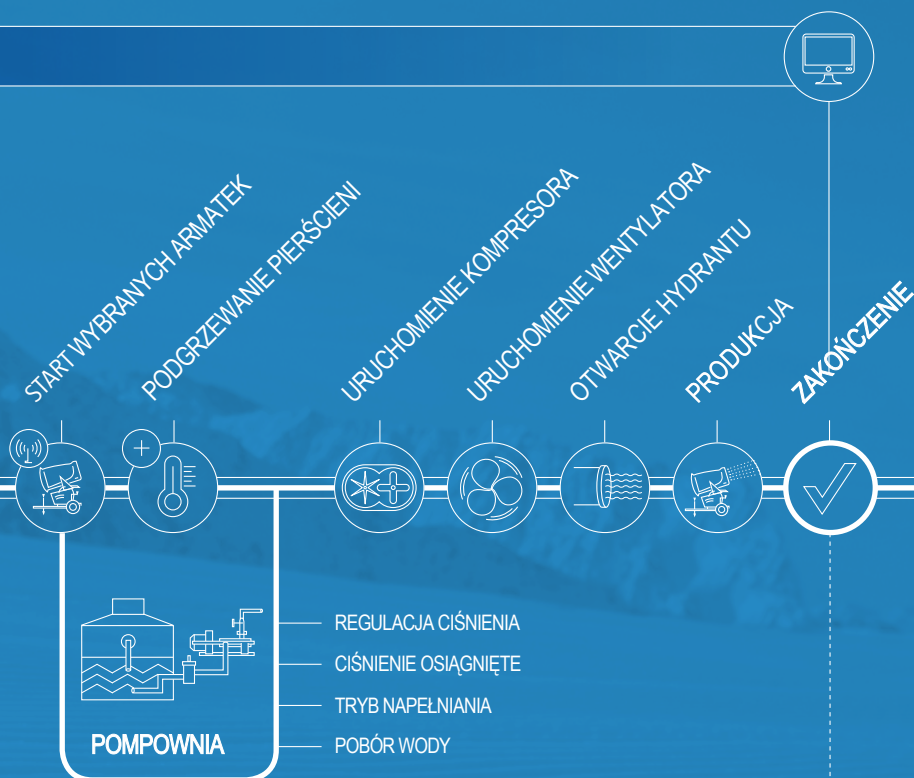 START WYBRANYCH ARMATEK
PODGRZEWANIE PIERŚCIENI
URUCHOMIENIE KOMPRESORA
URUCHOMIENIE WENTYLATORA
OTWARCIE HYDRANTU
PRODUKCJA
ZAKOŃCZENIE
REGULACJA CIŚNIENIA
CIŚNIENIE OSIĄGNIĘTE
TRYB NAPEŁNIANIA
POMPOWNIA
POBÓR WODY